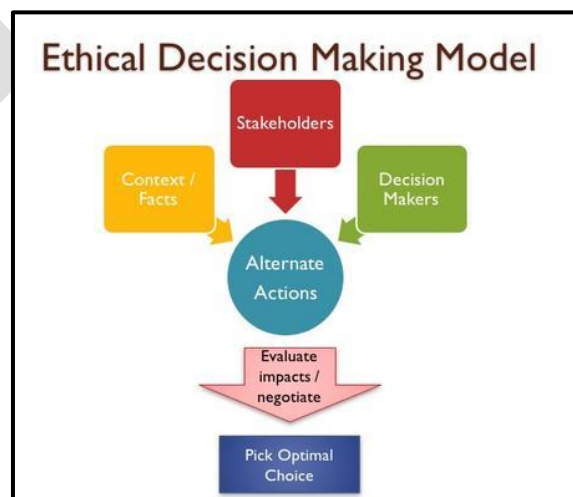 Ethical Decision Making Model
Stakeholders
Context /
Facts
Decision
Makers
Alternate
Actions
Evaluate
impacts /
negotiate
Pick Optimal
Choice